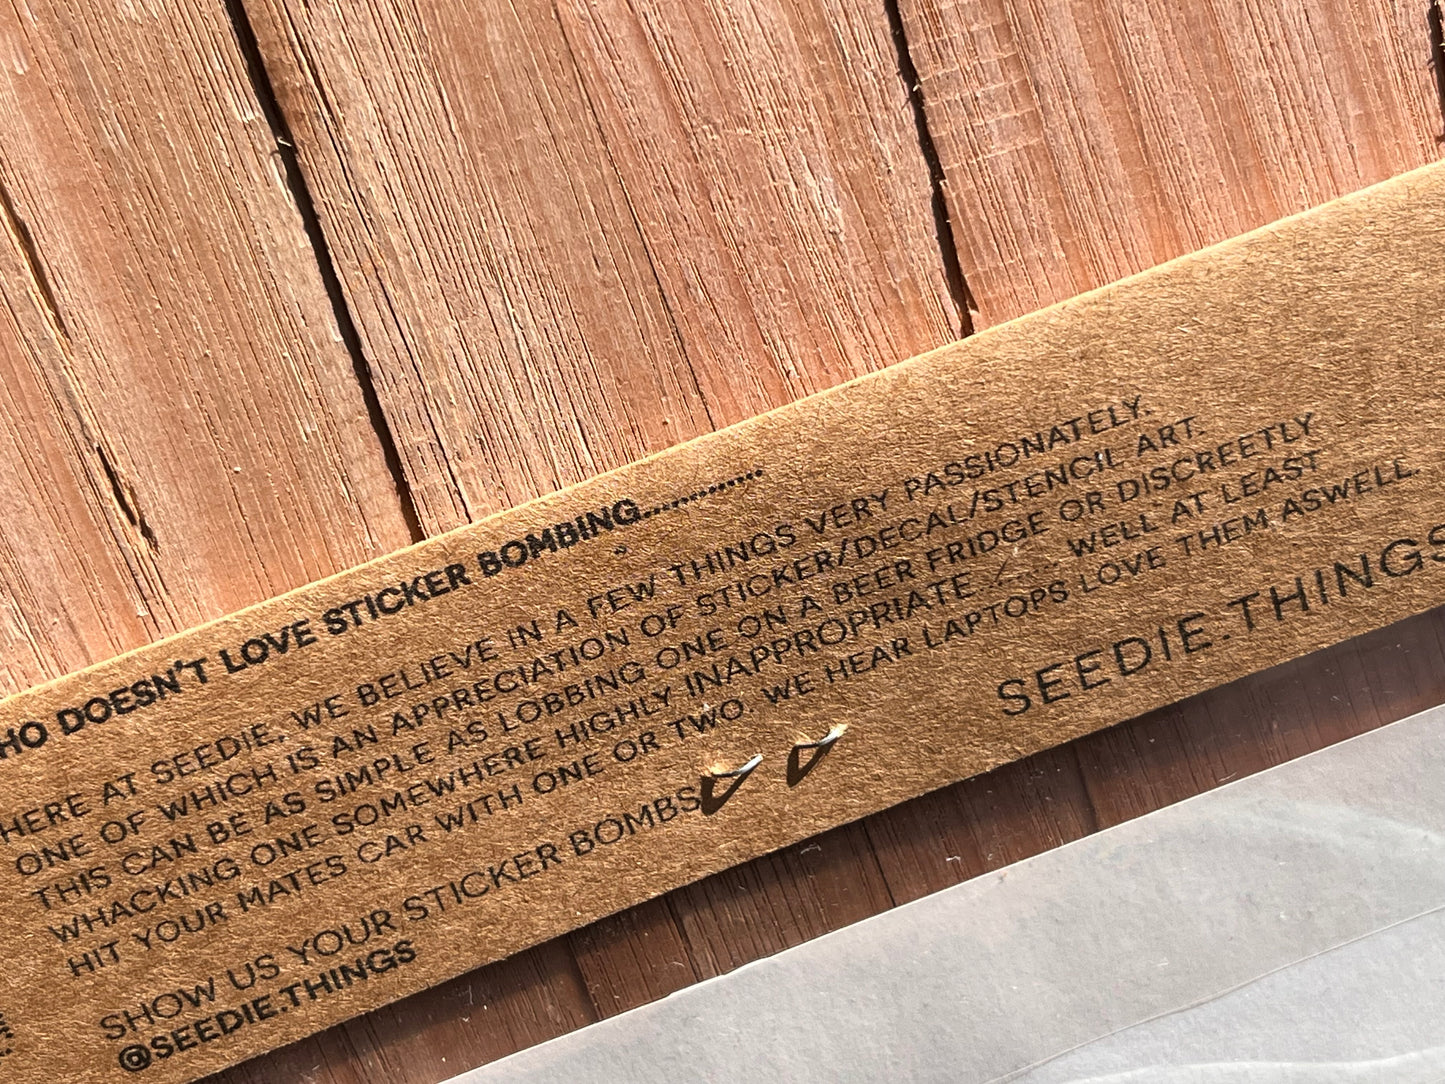 HO DOESN'T LOVE STICKER BOMBING............
HERE AT SEEDIE, WE BELIEVE IN A FEW THINGS VERY PASSIONATELY.
ONE OF WHICH IS AN APPRECIATION OF STICKER/DECAL/STENCIL ART.
THIS CAN BE AS SIMPLE AS LOBBING ONE ON A BEER FRIDGE OR DISCREETLY
WHACKING ONE SOMEWHERE HIGHLY INAPPROPRIATE ..... WELL AT LEAST
HIT YOUR MATES CAR WITH ONE OR TWO. WE HEAR LAPTOPS LOVE THEM ASWELL.
SHOW US YOUR STICKER BOMBS
@SEEDIE.THINGS
SEEDIE.THINGS